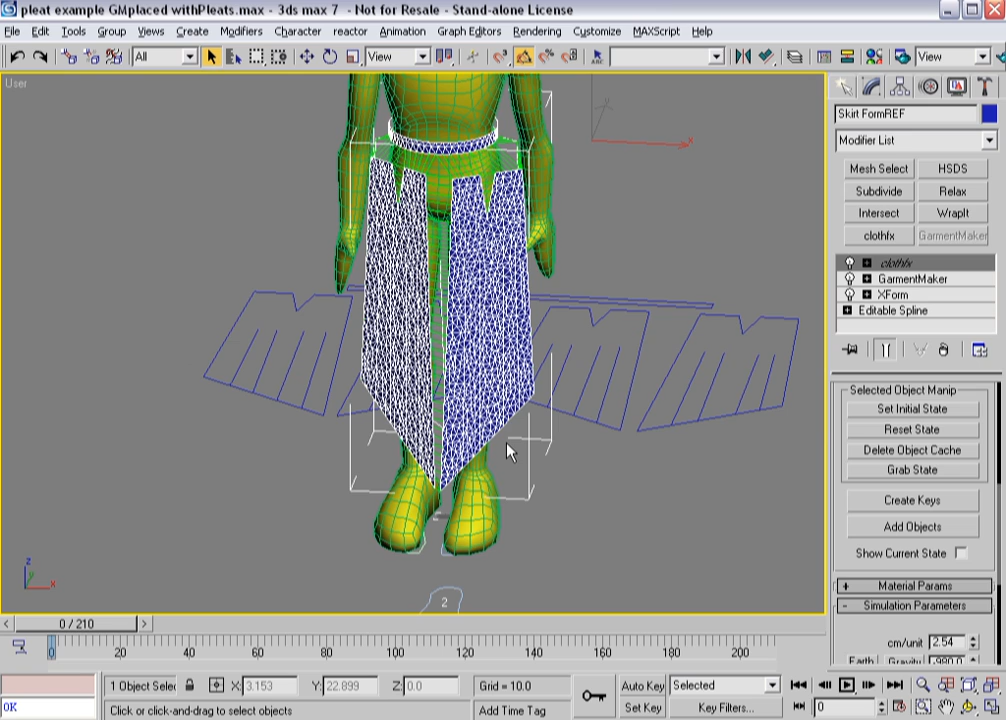 pleat example GMplaced withPleats.max - 3ds max 7 - Not for Resale - Stand-alone License
File Edit Tools Group Views Create Modifiers Character reactor Animation Graph Editors Rendering Customize MAXScript Help
All View View
User
Skirt FormREF
Modifier List
Mesh Select HSDS
Subdivide Relax
Intersect WrapIt
clothfx GarmentMaker
clothfx
GarmentMaker
XForm
Editable Spline
Selected Object Manip
Set Initial State
Reset State
Delete Object Cache
Grab State
Create Keys
Add Objects
Show Current State
+ Material Params
- Simulation Parameters
cm/unit 2.54
Earth Gravity -980.0
x
2
z
y
x
< 0 / 210 >
0 20 40 60 80 100 120 140 160 180 200
1 Object Selec X: 3.153 Y: 22.899 Z: 0.0 Grid = 10.0 Auto Key Selected
OK Click or click-and-drag to select objects Add Time Tag Set Key Key Filters... 0